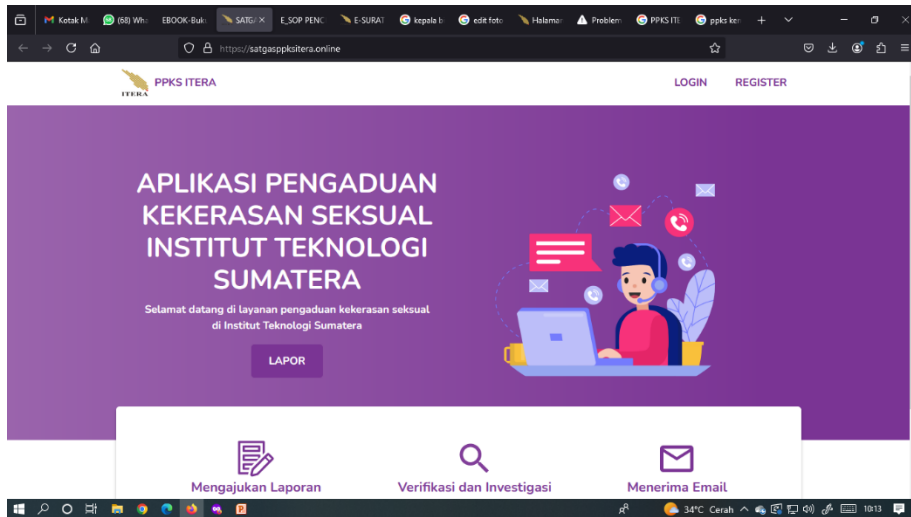 Kotak M
(68) Wha
EBOOK-Buk
SATGA
E_SOP PENC
E-SURAT
kepala b
edit foto
Halamar
Problem
PPKS ITE
ppks ker
https://satgasppksitera.online
ITERA
PPKS ITERA
LOGIN
REGISTER
APLIKASI PENGADUAN
KEKERASAN SEKSUAL
INSTITUT TEKNOLOGI
SUMATERA
Selamat datang di layanan pengaduan kekerasan seksual
di Institut Teknologi Sumatera
LAPOR
Mengajukan Laporan
Verifikasi dan Investigasi
Menerima Email
34°C Cerah
10:13